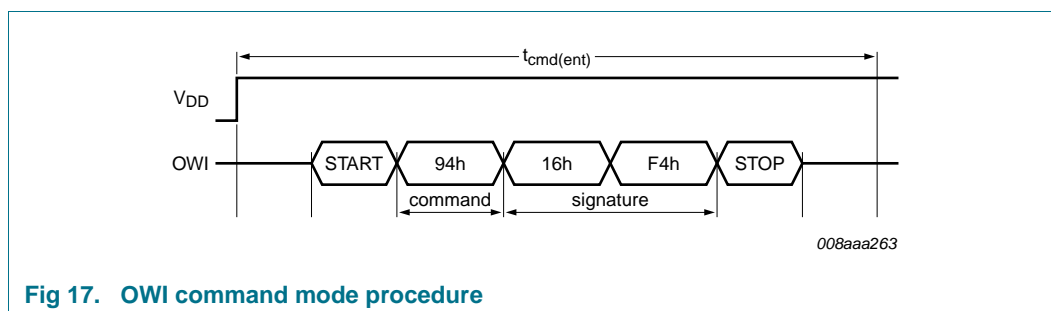 tcmd(ent)
VDD
OWI START 94h 16h F4h STOP
command signature
008aaa263
Fig 17. OWI command mode procedure